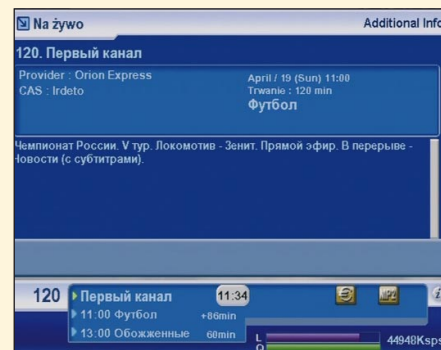 Na żywo
Additional Info
120. Первый канал
Provider : Orion Express
CAS : Irdeto
April / 19 (Sun) 11:00
Trwanie : 120 min
Футбол
Чемпионат России. V тур. Локомотив - Зенит. Прямой эфир. В перерыве -
Новости (с субтитрами).
120
Первый канал
11:34
11:00 Футбол
+86min
13:00 Обожженные
60min
L
Q
44948Ksps